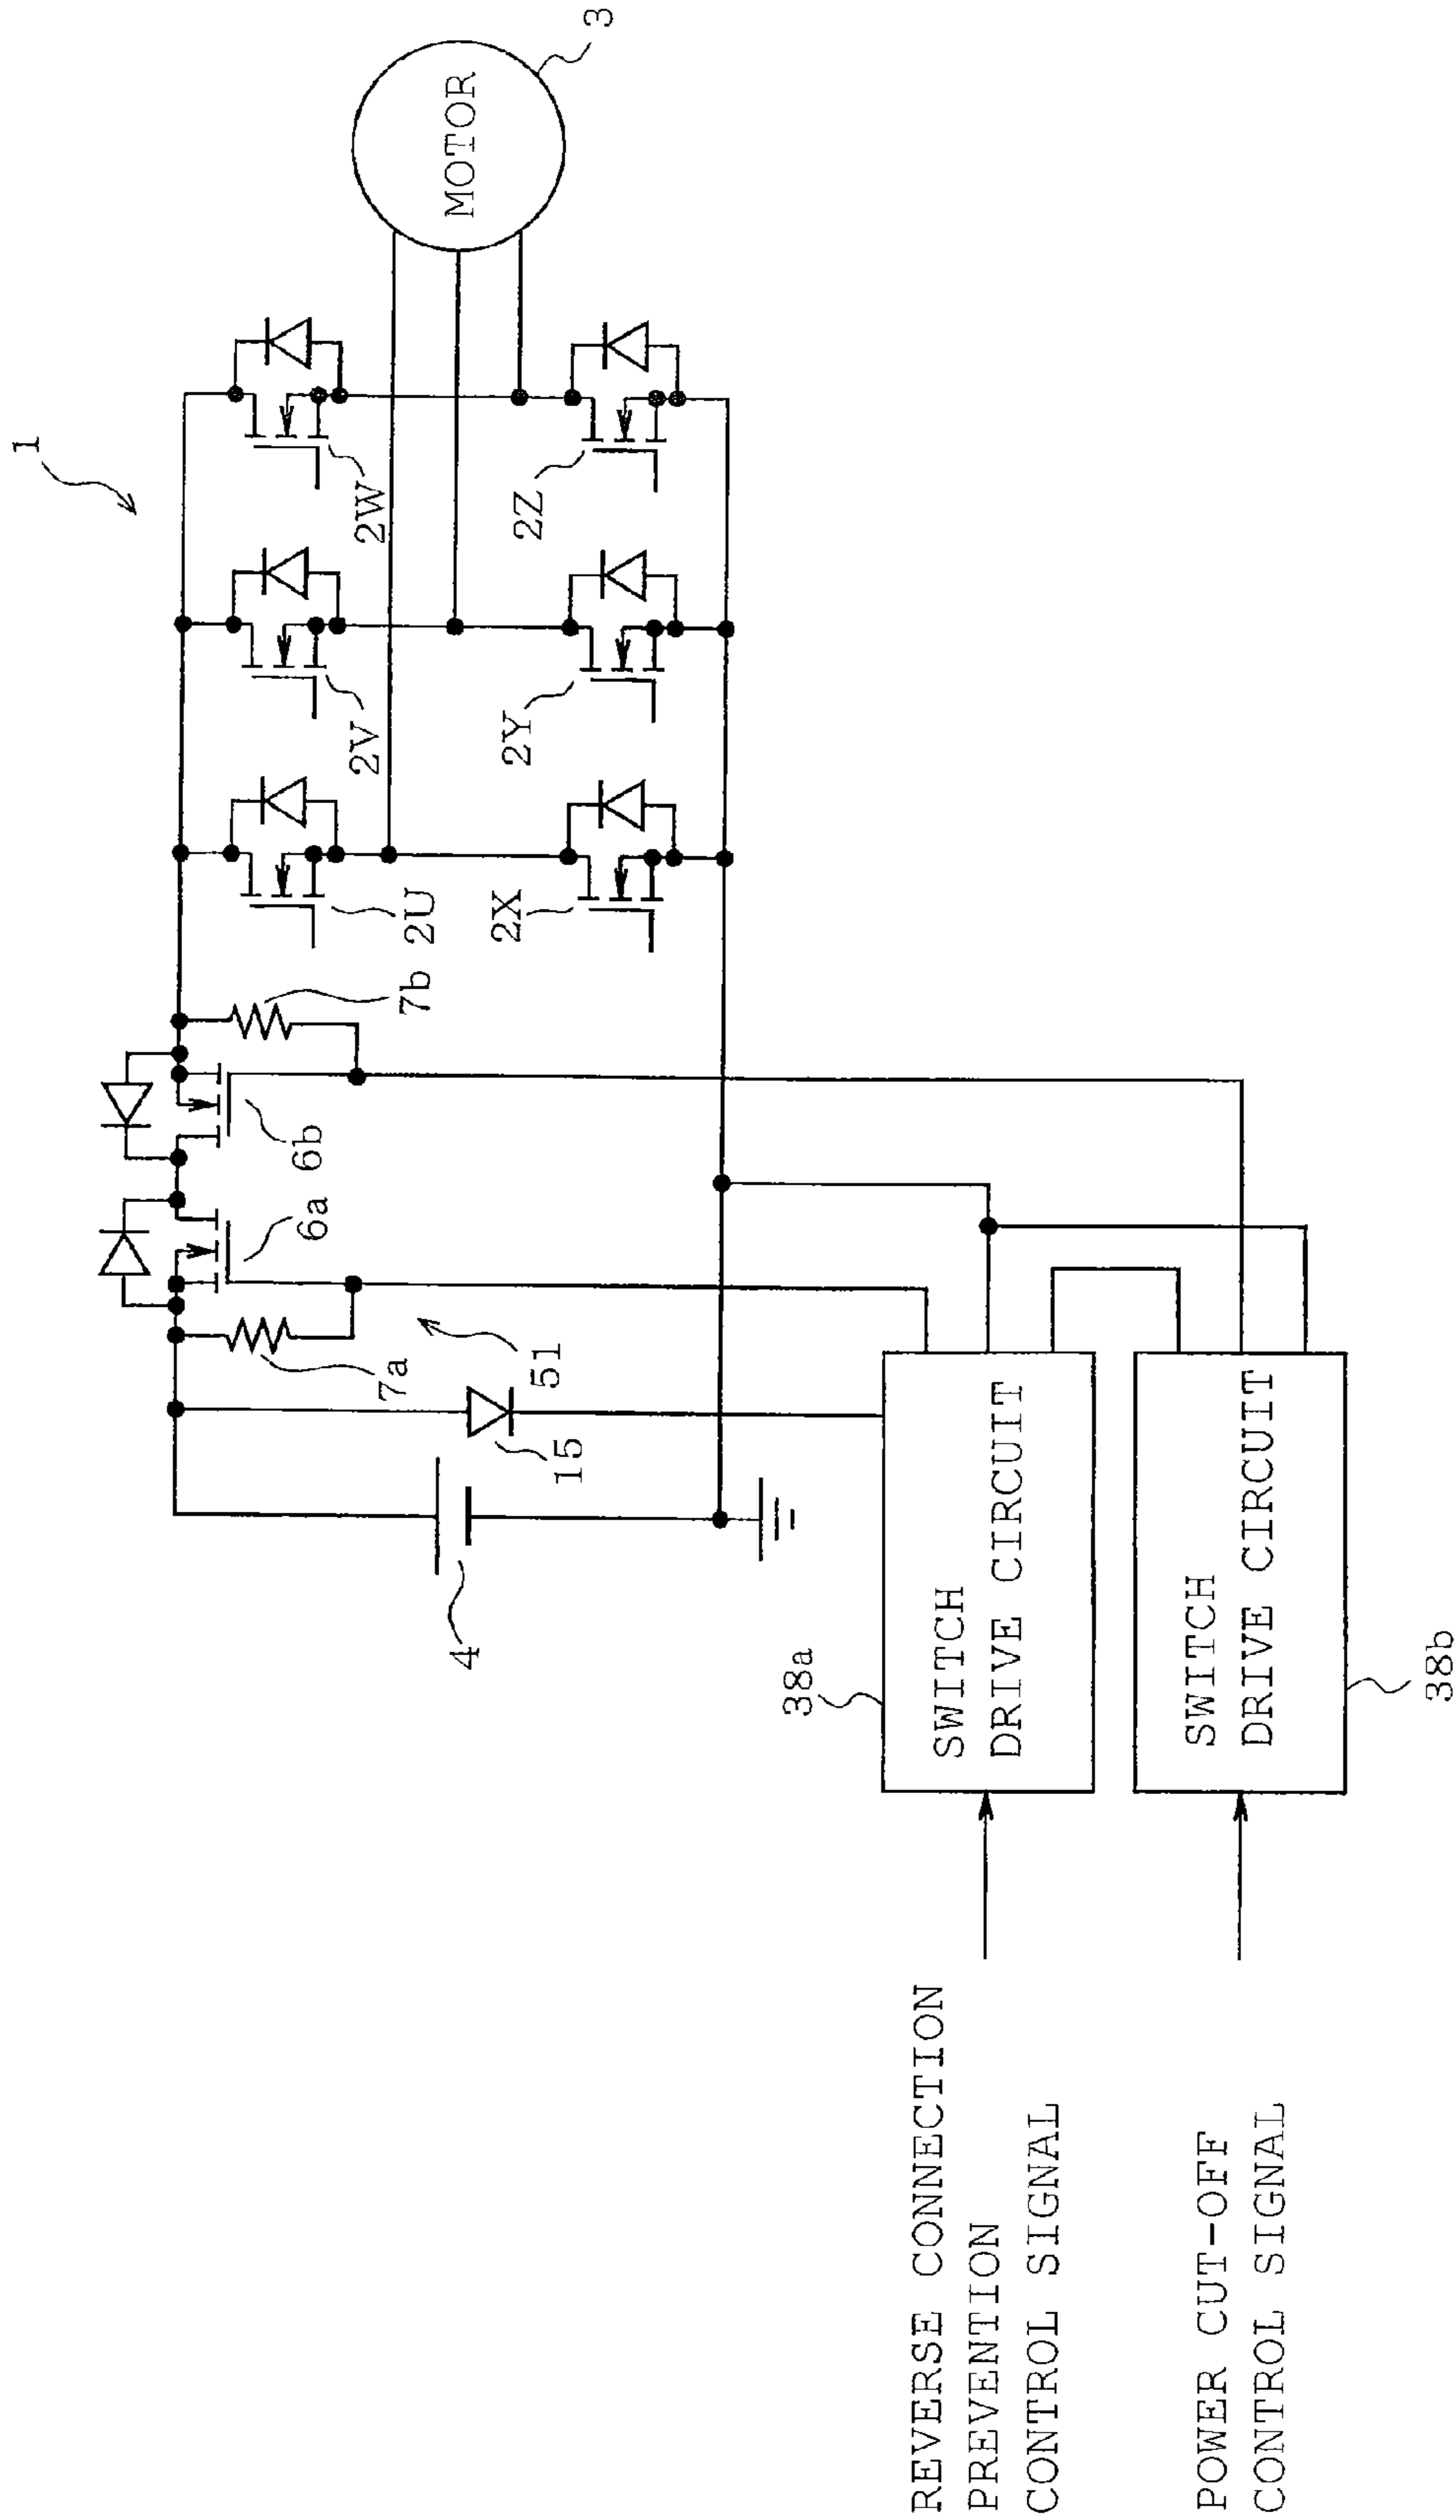 1
6a
6b
7a
7b
51
4
15
2U
2V
2W
2X
2Y
2Z
MOTOR
3
38a
SWITCH
DRIVE CIRCUIT
SWITCH
DRIVE CIRCUIT
38b
REVERSE CONNECTION
PREVENTION
CONTROL SIGNAL
POWER CUT-OFF
CONTROL SIGNAL